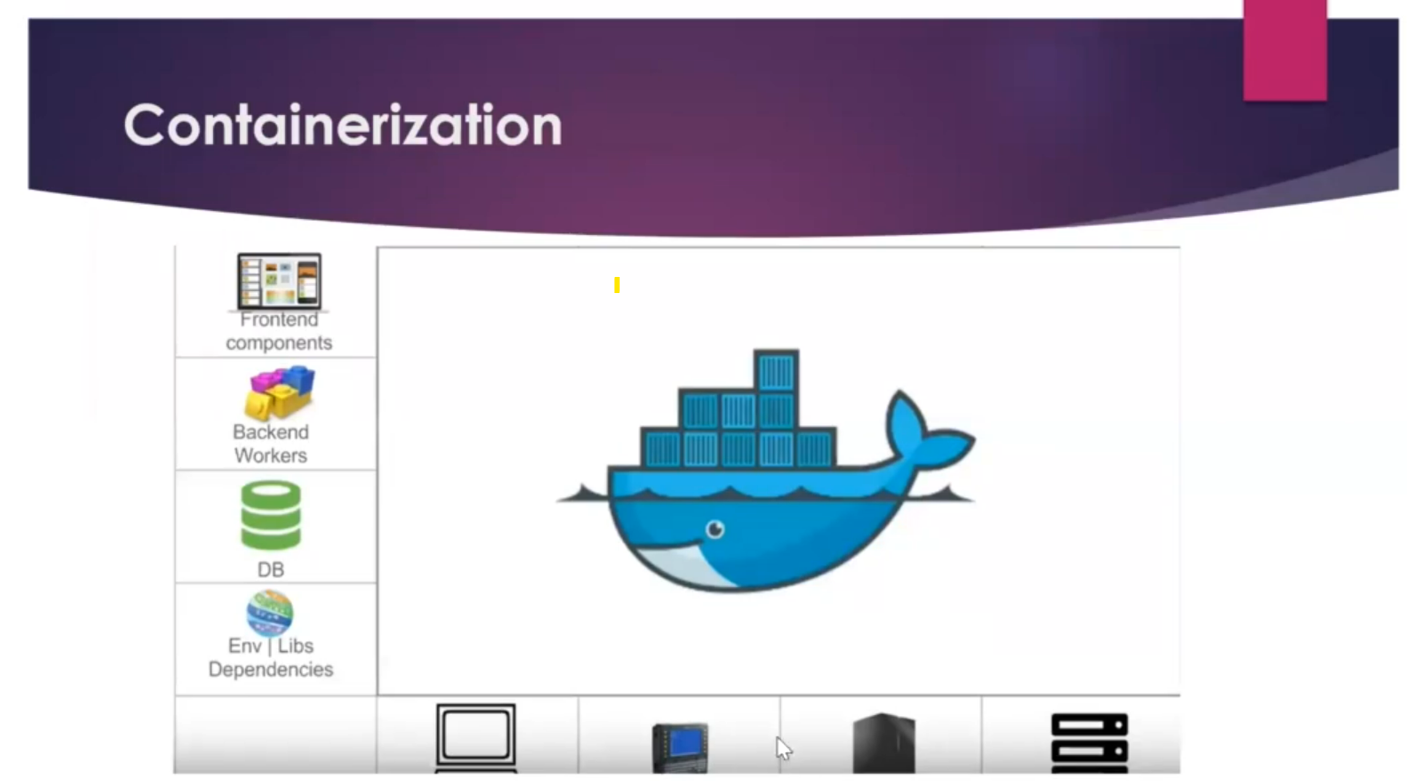 Containerization
Frontend
components
Backend
Workers
DB
Env | Libs
Dependencies